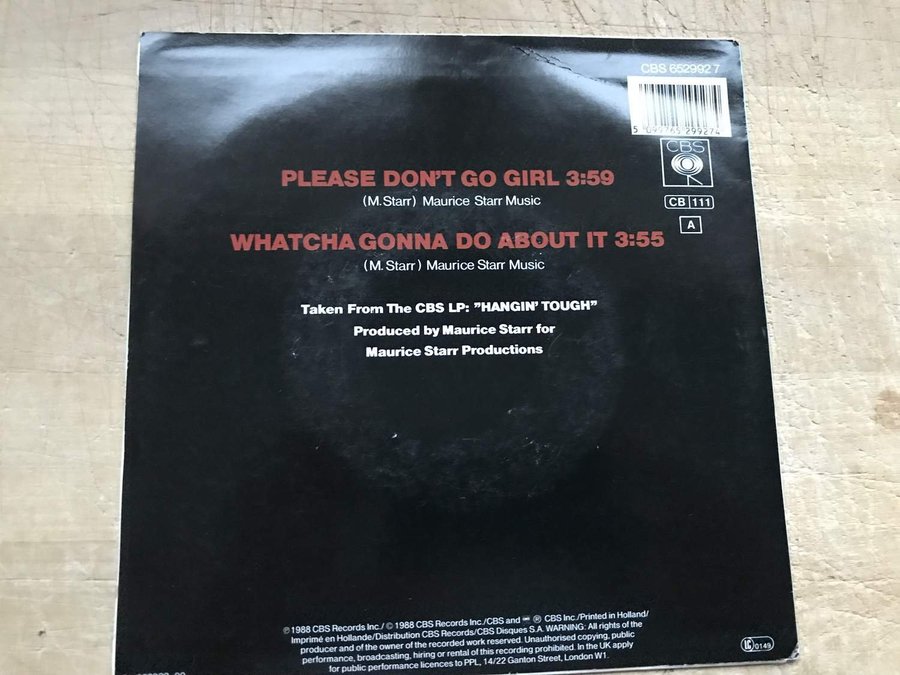 CBS 652992 7
5 099765 299274
CBS
PLEASE DON'T GO GIRL 3:59
(M. Starr) Maurice Starr Music
CB 111
A
WHATCHA GONNA DO ABOUT IT 3:55
(M. Starr) Maurice Starr Music
Taken From The CBS LP: "HANGIN' TOUGH"
Produced by Maurice Starr for
Maurice Starr Productions
℗ 1988 CBS Records Inc./ © 1988 CBS Records Inc./CBS and ® CBS Inc./Printed in Holland/
Imprimé en Hollande/Distribution CBS Records/CBS Disques S.A. WARNING: All rights of the
producer and of the owner of the recorded work reserved. Unauthorised copying, public
performance, broadcasting, hiring or rental of this recording prohibited. In the UK apply
for public performance licences to PPL, 14/22 Ganton Street, London W1.
LC 0149